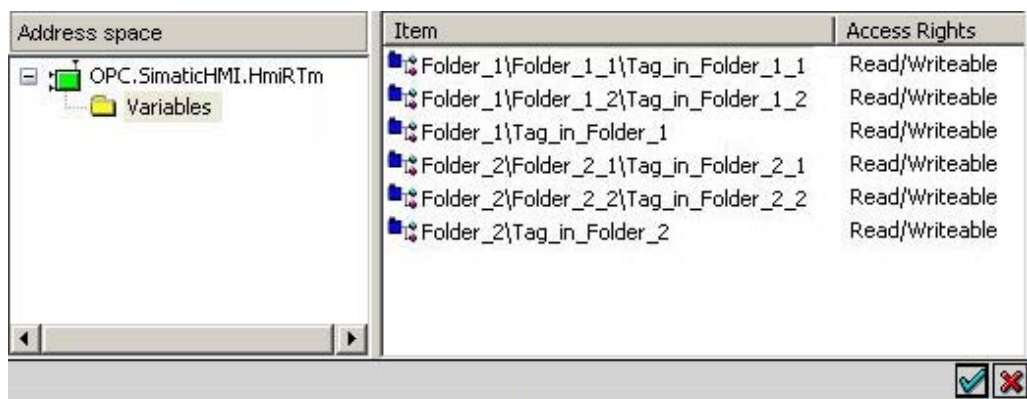 Address space
OPC.SimaticHMI.HmiRTm
Variables
Item Access Rights
Folder_1\Folder_1_1\Tag_in_Folder_1_1 Read/Writeable
Folder_1\Folder_1_2\Tag_in_Folder_1_2 Read/Writeable
Folder_1\Tag_in_Folder_1 Read/Writeable
Folder_2\Folder_2_1\Tag_in_Folder_2_1 Read/Writeable
Folder_2\Folder_2_2\Tag_in_Folder_2_2 Read/Writeable
Folder_2\Tag_in_Folder_2 Read/Writeable